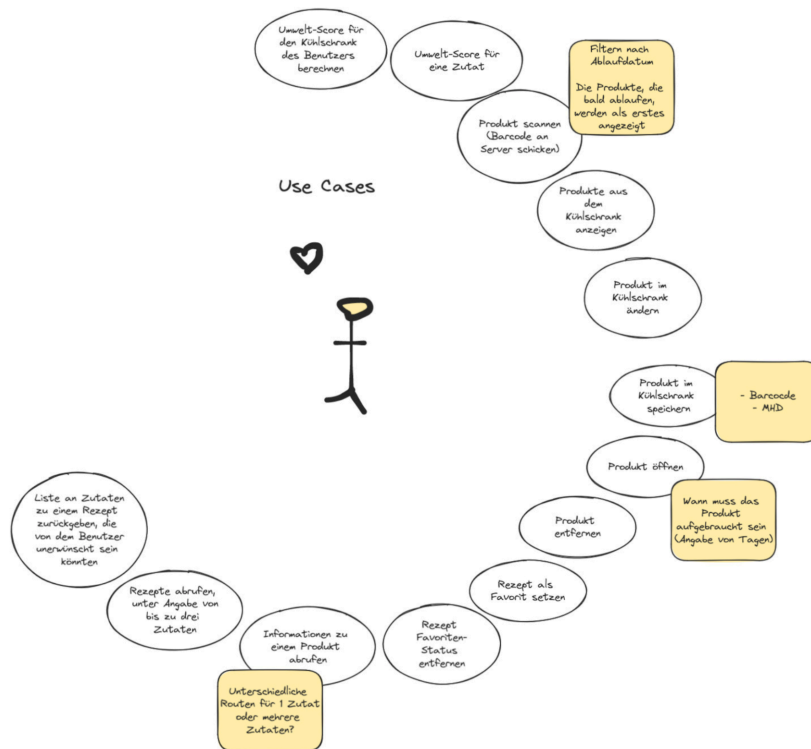 Umwelt-Score für
den Kühlschrank
des Benutzers
berechnen
Umwelt-Score für
eine Zutat
Filtern nach
Ablaufdatum
Die Produkte, die
bald ablaufen,
werden als erstes
angezeigt
Produkt scannen
(Barcode an
Server schicken)
Use Cases
Produkte aus
dem
Kühlschrank
anzeigen
Produkt im
Kühlschrank
ändern
Produkt im
Kühlschrank
speichern
- Barcocde
- MHD
Produkt öffnen
Wann muss das
Produkt
aufgebraucht sein
(Angabe von Tagen)
Produkt
entfernen
Rezept als
Favorit setzen
Rezept
Favoriten-
Status
entfernen
Informationen zu
einem Produkt
abrufen
Unterschiedliche
Routen für 1 Zutat
oder mehrere
Zutaten?
Rezepte abrufen,
unter Angabe von
bis zu drei
Zutaten
Liste an Zutaten
zu einem Rezept
zurückgeben, die
von dem Benutzer
unerwünscht sein
könnten